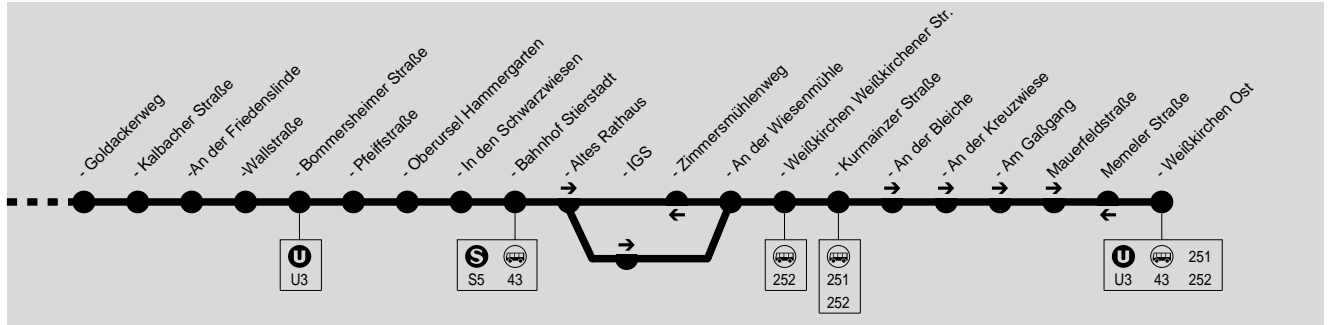 - Goldackerweg
- Kalbacher Straße
-An der Friedenslinde
-Wallstraße
- Bommersheimer Straße
- Pfeiffstraße
- Oberursel Hammergarten
- In den Schwarzwiesen
- Bahnhof Stierstadt
- Altes Rathaus
- IGS
- Zimmersmühlenweg
- An der Wiesenmühle
- Weißkirchen Weißkirchener Str.
- Kurmainzer Straße
- An der Bleiche
- An der Kreuzwiese
- Am Gaßgang
Mauerfeldstraße
Memeler Straße
- Weißkirchen Ost
U
U3
S
S5 43
252
251
252
U 251
U3 43 252